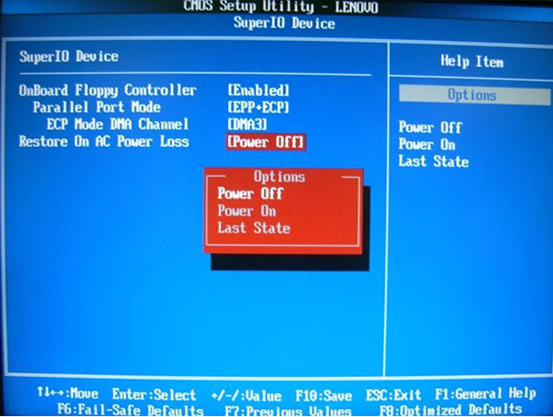 CMOS Setup Utility - LENOVO
SuperIO Device
SuperIO Device
Help Item
OnBoard Floppy Controller [Enabled]
Parallel Port Mode [EPP+ECP]
ECP Mode DMA Channel [DMA3]
Restore On AC Power Loss [Power Off]
Options
Power Off
Power On
Last State
Options
Power Off
Power On
Last State
↑↓←→:Move Enter:Select +/-/:Value F10:Save ESC:Exit F1:General Help
F6:Fail-Safe Defaults F7:Previous Values F8:Optimized Defaults